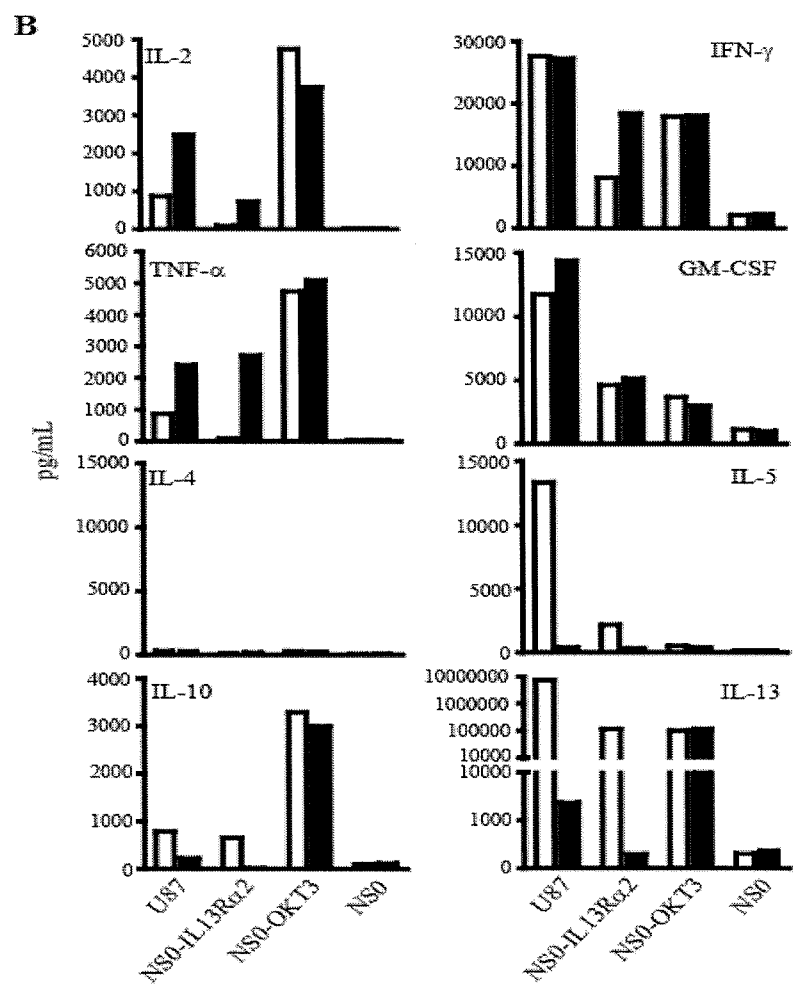 B
pg/mL
IL-2
5000
4000
3000
2000
1000
0
IFN-γ
30000
20000
10000
0
TNF-α
6000
5000
4000
3000
2000
1000
0
GM-CSF
15000
10000
5000
0
IL-4
15000
10000
5000
0
IL-5
15000
10000
5000
0
IL-10
4000
3000
2000
1000
0
IL-13
10000000
1000000
100000
10000
10000
1000
0
U87
NS0-IL13Rα2
NS0-OKT3
NS0
U87
NS0-IL13Rα2
NS0-OKT3
NS0